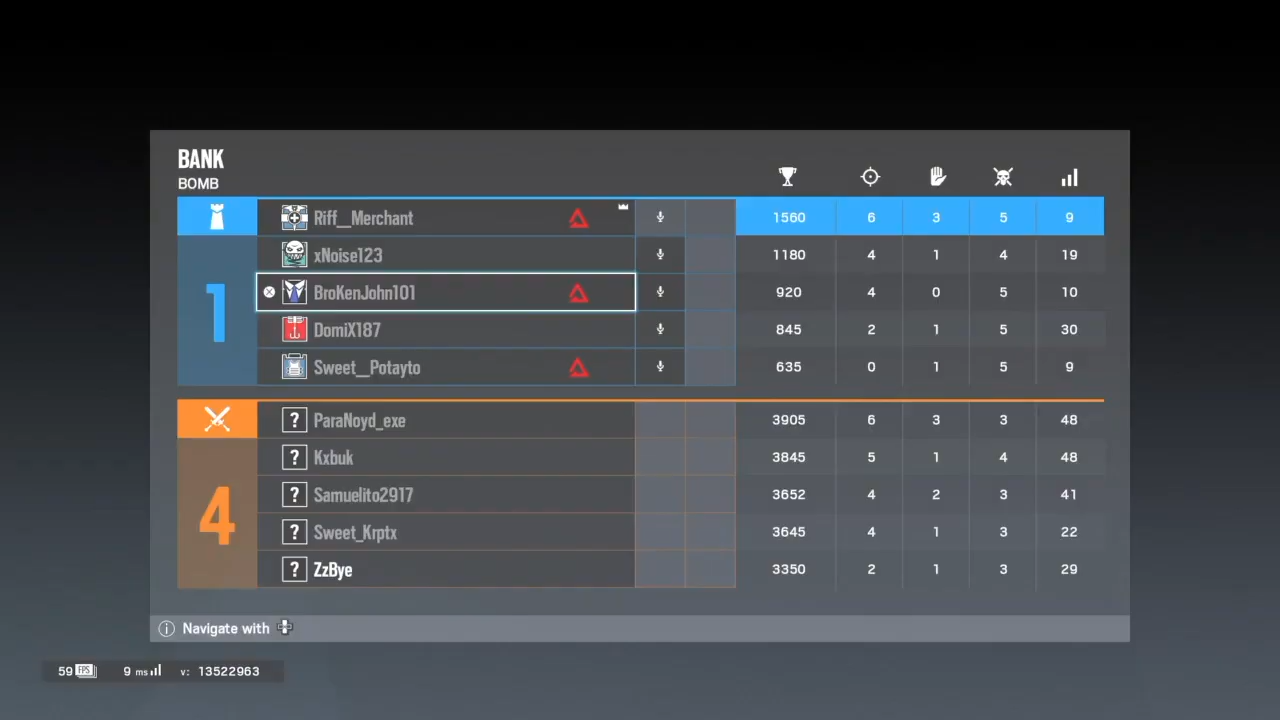 BANK
BOMB
1
Riff__Merchant 1560 6 3 5 9
xNoise123 1180 4 1 4 19
BroKenJohn101 920 4 0 5 10
DomiX187 845 2 1 5 30
Sweet__Potayto 635 0 1 5 9
4
? ParaNoyd_exe 3905 6 3 3 48
? Kxbuk 3845 5 1 4 48
? Samuelito2917 3652 4 2 3 41
? Sweet_Krptx 3645 4 1 3 22
? ZzBye 3350 2 1 3 29
Navigate with
59 FPS 9 ms v: 13522963